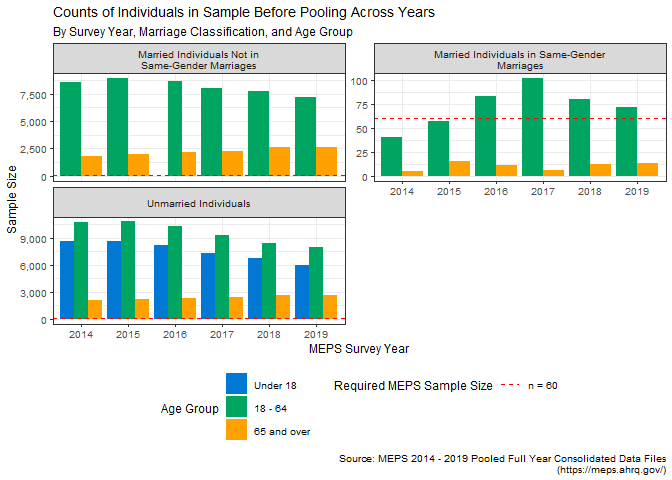 Counts of Individuals in Sample Before Pooling Across Years
By Survey Year, Marriage Classification, and Age Group
Married Individuals Not in
Same-Gender Marriages
Married Individuals in Same-Gender
Marriages
7,500
5,000
2,500
0
100
75
50
25
0
2014 2015 2016 2017 2018 2019
Unmarried Individuals
9,000
6,000
3,000
0
2014 2015 2016 2017 2018 2019
Sample Size
MEPS Survey Year
Age Group
Under 18
18 - 64
65 and over
Required MEPS Sample Size
n = 60
Source: MEPS 2014 - 2019 Pooled Full Year Consolidated Data Files
(https://meps.ahrq.gov/)